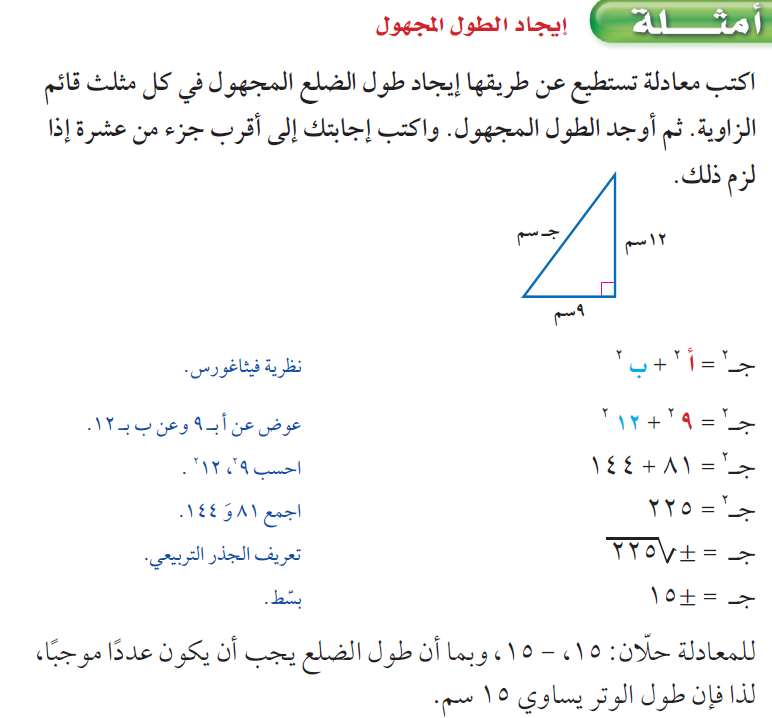 أمثـــلة إيجاد الطول المجهول
اكتب معادلة تستطيع عن طريقها إيجاد طول الضلع المجهول في كل مثلث قائم
الزاوية. ثم أوجد الطول المجهول. واكتب إجابتك إلى أقرب جزء من عشرة إذا
لزم ذلك.
جـ سم
١٢سم
٩سم
جـ٢ = أ٢ + ب٢ نظرية فيثاغورس.
جـ٢ = ٩٢ + ١٢٢ عوض عن أ بـ ٩ وعن ب بـ ١٢.
جـ٢ = ٨١ + ١٤٤ احسب ٩٢، ١٢٢ .
جـ٢ = ٢٢٥ اجمع ٨١ وَ ١٤٤.
جـ = ±√٢٢٥ تعريف الجذر التربيعي.
جـ = ±١٥ بسّط.
للمعادلة حلّان: ١٥، – ١٥، وبما أن طول الضلع يجب أن يكون عددًا موجبًا،
لذا فإن طول الوتر يساوي ١٥ سم.